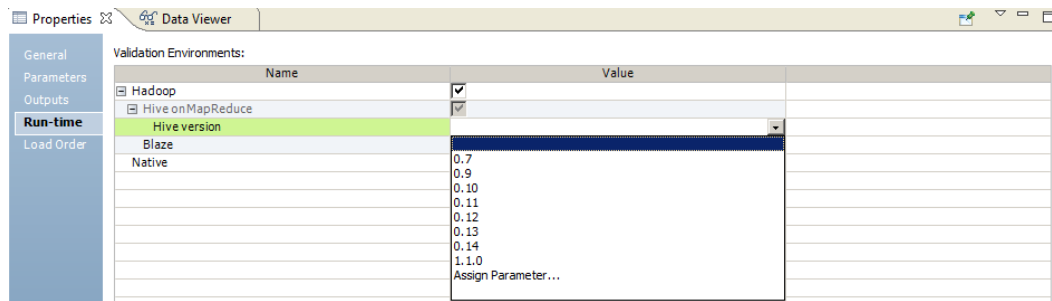 Properties Data Viewer
General
Parameters
Outputs
Run-time
Load Order
Validation Environments:
Name Value
Hadoop
Hive on MapReduce
Hive version
Blaze
Native
0.7
0.9
0.10
0.11
0.12
0.13
0.14
1.1.0
Assign Parameter...